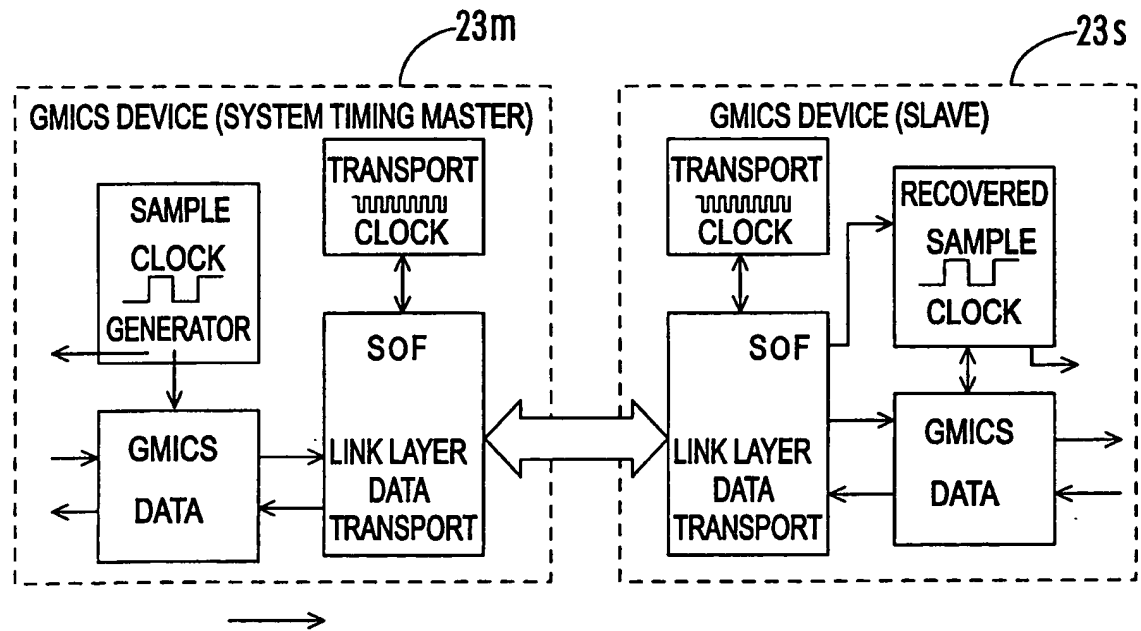 23m
23s
GMICS DEVICE (SYSTEM TIMING MASTER)
SAMPLE
CLOCK
GENERATOR
TRANSPORT
CLOCK
SOF
LINK LAYER
DATA
TRANSPORT
GMICS
DATA
GMICS DEVICE (SLAVE)
TRANSPORT
CLOCK
RECOVERED
SAMPLE
CLOCK
SOF
LINK LAYER
DATA
TRANSPORT
GMICS
DATA